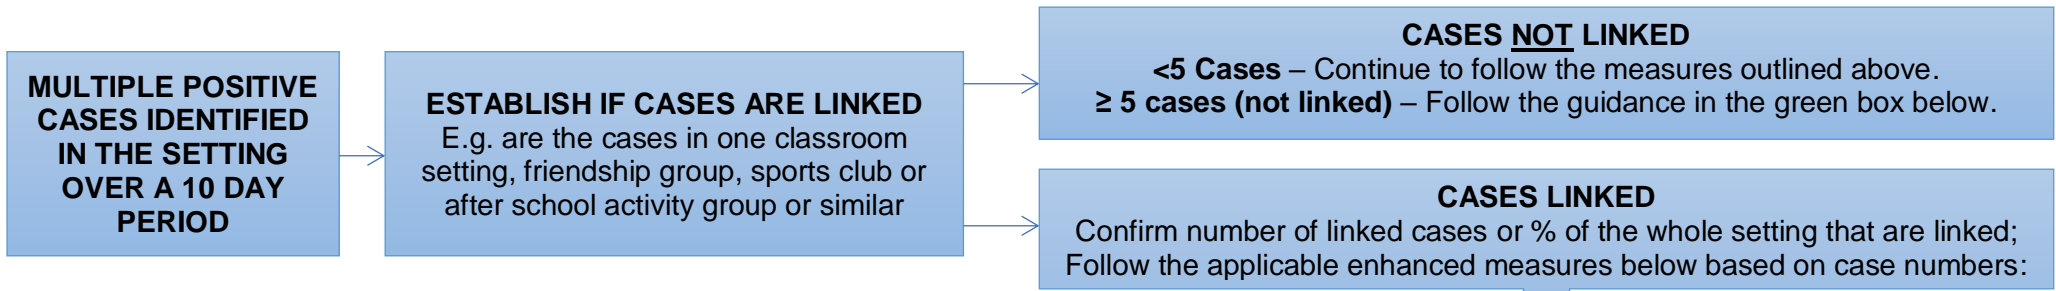 MULTIPLE POSITIVE
CASES IDENTIFIED
IN THE SETTING
OVER A 10 DAY
PERIOD
ESTABLISH IF CASES ARE LINKED
E.g. are the cases in one classroom
setting, friendship group, sports club or
after school activity group or similar
CASES NOT LINKED
<5 Cases – Continue to follow the measures outlined above.
≥ 5 cases (not linked) – Follow the guidance in the green box below.
CASES LINKED
Confirm number of linked cases or % of the whole setting that are linked;
Follow the applicable enhanced measures below based on case numbers: